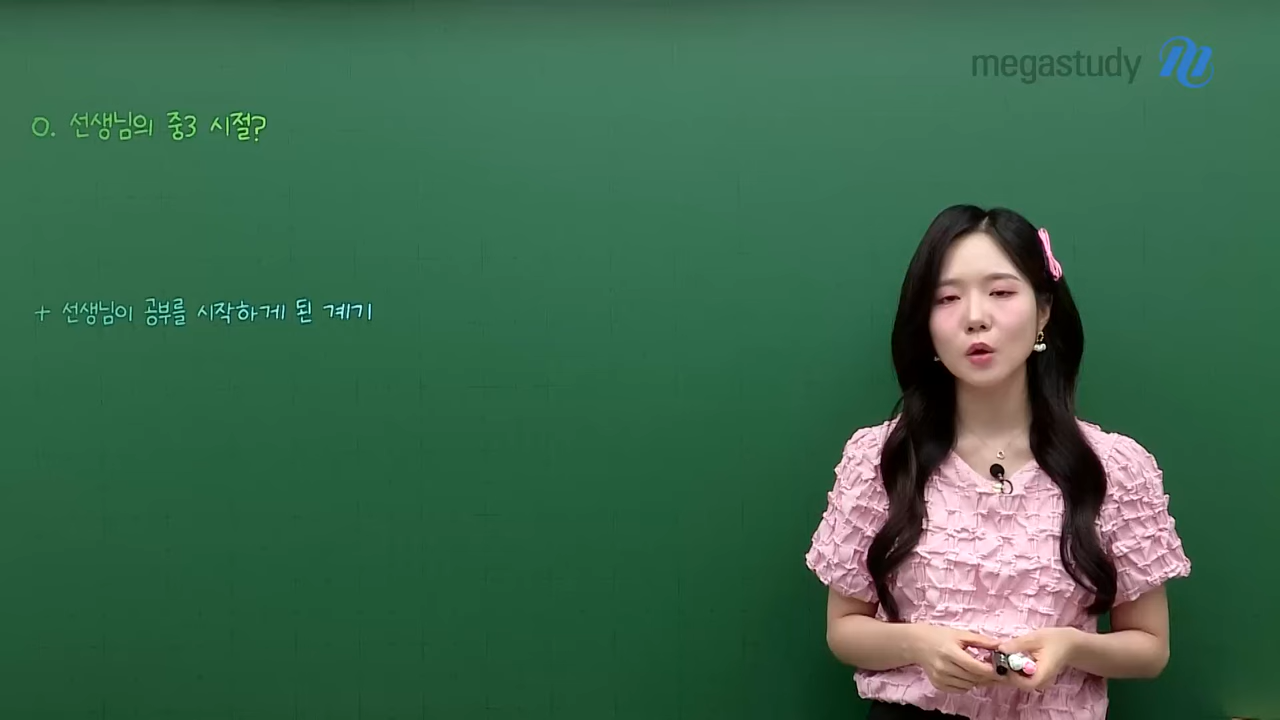 megastudy
0. 선생님의 중3 시절?
+ 선생님이 공부를 시작하게 된 계기